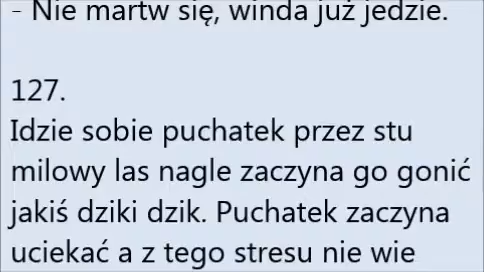 - Nie martw się, winda już jedzie.
127.
Idzie sobie puchatek przez stu
milowy las nagle zaczyna go gonić
jakiś dziki dzik. Puchatek zaczyna
uciekać a z tego stresu nie wie